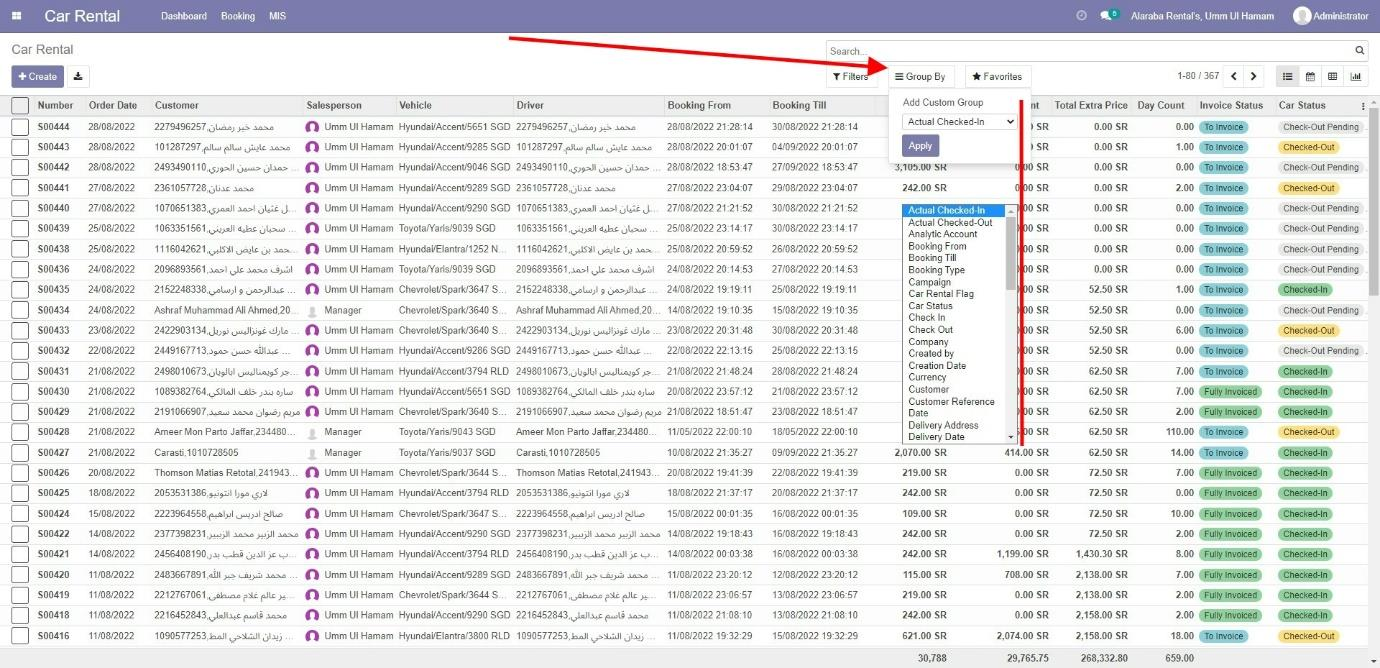 Car Rental Dashboard Booking MIS 6 Alaraba Rental's, Umm Ul Hamam Administrator
Car Rental
Search...
Create Filters Group By Favorites 1-80 / 367
Number Order Date Customer Salesperson Vehicle Driver Booking From Booking Till Total Extra Price Day Count Invoice Status Car Status
Add Custom Group
Actual Checked-In
Apply
S00444 28/08/2022 2279496257,محمد خير رمضان Umm Ul Hamam Hyundai/Accent/5651 SGD 2279496257,محمد خير رمضان 28/08/2022 21:28:14 30/08/2022 21:28:14 SR 0.00 SR 0.00 To Invoice Check-Out Pending
S00443 28/08/2022 101287297,محمد عايش سالم سالم Umm Ul Hamam Hyundai/Accent/9285 SGD 101287297,محمد عايش سالم سالم... 28/08/2022 20:01:07 04/09/2022 20:01:07 SR 0.00 SR 1.00 To Invoice Checked-Out
S00442 28/08/2022 2493490110,حمدان حسين الحوري ... Umm Ul Hamam Hyundai/Accent/9046 SGD 2493490110,حمدان حسين الحوري ... 28/08/2022 18:53:47 27/09/2022 18:53:47 3,105.00 SR SR 0.00 SR 0.00 To Invoice Check-Out Pending
S00441 27/08/2022 2361057728,محمد عدنان Umm Ul Hamam Hyundai/Accent/9289 SGD 2361057728,محمد عدنان 27/08/2022 23:04:07 29/08/2022 23:04:07 242.00 SR SR 0.00 SR 2.00 To Invoice Checked-Out
S00440 27/08/2022 1070651383,ل غثيان احمد العمري... Umm Ul Hamam Hyundai/Accent/9290 SGD 1070651383,ل غثيان احمد العمري... 27/08/2022 21:21:52 30/08/2022 21:21:52 SR 0.00 SR 0.00 To Invoice Check-Out Pending
S00439 25/08/2022 1063351561,سحبان عطيه العريني... Umm Ul Hamam Toyota/Yaris/9039 SGD 1063351561,سحبان عطيه العريني... 25/08/2022 23:14:17 30/08/2022 23:14:17 SR 0.00 SR 0.00 To Invoice Check-Out Pending
S00438 25/08/2022 1116042621,حمد بن عايض الاكلبي... Umm Ul Hamam Hyundai/Elantra/1252 N... 1116042621,حمد بن عايض الاكلبي... 25/08/2022 20:59:52 26/08/2022 20:59:52 SR 0.00 SR 0.00 To Invoice Check-Out Pending
S00436 24/08/2022 2096893561,اشرف محمد علي احمد Umm Ul Hamam Toyota/Yaris/9039 SGD 2096893561,اشرف محمد علي احمد 24/08/2022 20:14:53 30/08/2022 20:14:53 SR 0.00 SR 0.00 To Invoice Check-Out Pending
S00435 24/08/2022 2152248338,عبدالرحمن و ارسامي... Umm Ul Hamam Chevrolet/Spark/3647 S... 2152248338,عبدالرحمن و ارسامي... 24/08/2022 19:19:11 25/08/2022 19:19:11 SR 52.50 SR 1.00 To Invoice Checked-In
S00434 24/08/2022 Ashraf Muhammad Ali Ahmed,20... Manager Chevrolet/Spark/3640 S... Ashraf Muhammad Ali Ahmed,20... 14/08/2022 19:10:35 15/08/2022 19:10:35 SR 52.50 SR 0.00 To Invoice Check-Out Pending
S00433 24/08/2022 2422903134,مارك غونزاليس نوريل... Umm Ul Hamam Chevrolet/Spark/3640 S... 2422903134,مارك غونزاليس نوريل... 23/08/2022 20:31:48 30/08/2022 20:31:48 SR 52.50 SR 6.00 To Invoice Checked-Out
S00432 22/08/2022 2449167713,عبدالله حسن حمود... Umm Ul Hamam Hyundai/Accent/9286 SGD 2449167713,عبدالله حسن حمود... 22/08/2022 22:13:15 25/08/2022 22:13:15 SR 52.50 SR 0.00 To Invoice Check-Out Pending
S00431 21/08/2022 2498010673,جر كويمناليس ابالويان... Umm Ul Hamam Hyundai/Accent/3794 RLD 2498010673,جر كويمناليس ابالويان... 21/08/2022 21:48:24 28/08/2022 21:48:24 SR 52.50 SR 7.00 To Invoice Checked-In
S00430 21/08/2022 1089382764,ساره بندر خلف المالكي... Umm Ul Hamam Hyundai/Accent/5651 SGD 1089382764,ساره بندر خلف المالكي... 20/08/2022 23:57:12 27/08/2022 23:57:12 SR 62.50 SR 7.00 Fully Invoiced Checked-In
S00429 21/08/2022 2191066907,مريم رضوان محمد سعيد... Umm Ul Hamam Chevrolet/Spark/3640 S... 2191066907,مريم رضوان محمد سعيد... 21/08/2022 18:51:47 23/08/2022 18:51:47 SR 62.50 SR 2.00 Fully Invoiced Checked-In
S00428 21/08/2022 Ameer Mon Parto Jaffar,234480... Manager Toyota/Yaris/9043 SGD Ameer Mon Parto Jaffar,234480... 11/05/2022 22:00:10 18/05/2022 22:00:10 SR 62.50 SR 110.00 To Invoice Checked-Out
Actual Checked-In
Actual Checked-Out
Analytic Account
Booking From
Booking Till
Booking Type
Campaign
Car Rental Flag
Car Status
Check In
Check Out
Company
Created by
Creation Date
Currency
Customer
Customer Reference
Date
Delivery Address
Delivery Date
S00427 21/08/2022 Carasti,1010728505 Manager Toyota/Yaris/9037 SGD Carasti,1010728505 10/08/2022 21:35:27 09/09/2022 21:35:27 2,070.00 SR 414.00 SR 62.50 SR 14.00 To Invoice Checked-In
S00426 20/08/2022 Thomson Matias Retotal,241943... Umm Ul Hamam Chevrolet/Spark/3644 S... Thomson Matias Retotal,241943... 20/08/2022 19:41:39 22/08/2022 19:41:39 219.00 SR 0.00 SR 72.50 SR 7.00 Fully Invoiced Checked-In
S00425 18/08/2022 2053531386,لاري مورا انتونيو Umm Ul Hamam Hyundai/Accent/3794 RLD 2053531386,لاري مورا انتونيو 18/08/2022 21:37:17 20/08/2022 21:37:17 242.00 SR 0.00 SR 72.50 SR 2.00 Fully Invoiced Checked-In
S00424 15/08/2022 2223964558,صالح ادريس ابراهيم Umm Ul Hamam Chevrolet/Spark/3647 S... 2223964558,صالح ادريس ابراهيم 15/08/2022 00:01:35 16/08/2022 00:01:35 109.00 SR 0.00 SR 72.50 SR 10.00 Fully Invoiced Checked-In
S00422 14/08/2022 2377398231,محمد الزبير محمد الزبير... Umm Ul Hamam Hyundai/Accent/9290 SGD 2377398231,محمد الزبير محمد الزبير... 14/08/2022 19:18:43 16/08/2022 19:18:43 242.00 SR 0.00 SR 72.50 SR 2.00 Fully Invoiced Checked-In
S00421 14/08/2022 2456408190,ب عز الدين قطب بدر... Umm Ul Hamam Hyundai/Accent/3794 RLD 2456408190,ب عز الدين قطب بدر... 14/08/2022 00:03:38 16/08/2022 00:03:38 242.00 SR 1,199.00 SR 1,430.30 SR 8.00 Fully Invoiced Checked-In
S00420 11/08/2022 2483667891,محمد شريف جبر الله... Umm Ul Hamam Hyundai/Accent/9289 SGD 2483667891,محمد شريف جبر الله... 11/08/2022 23:20:12 12/08/2022 23:20:12 115.00 SR 708.00 SR 2,138.00 SR 7.00 Fully Invoiced Checked-In
S00419 11/08/2022 2212767061,ير عالم غلام مصطفى... Umm Ul Hamam Chevrolet/Spark/3644 S... 2212767061,ير عالم غلام مصطفى... 11/08/2022 23:06:57 13/08/2022 23:06:57 219.00 SR 0.00 SR 2,138.00 SR 2.00 Fully Invoiced Checked-In
S00418 11/08/2022 2216452843,محمد قاسم عبدالعلي Umm Ul Hamam Hyundai/Accent/9290 SGD 2216452843,محمد قاسم عبدالعلي... 11/08/2022 21:08:10 13/08/2022 21:08:10 242.00 SR 0.00 SR 2,158.00 SR 2.00 Fully Invoiced Checked-In
S00416 11/08/2022 1090577253,زيدان الشلاحي المط... Umm Ul Hamam Hyundai/Elantra/3800 RLD 1090577253,زيدان الشلاحي المط... 11/08/2022 19:32:29 15/08/2022 19:32:29 621.00 SR 2,074.00 SR 2,158.00 SR 18.00 To Invoice Checked-Out
30,788 29,765.75 268,332.80 659.00